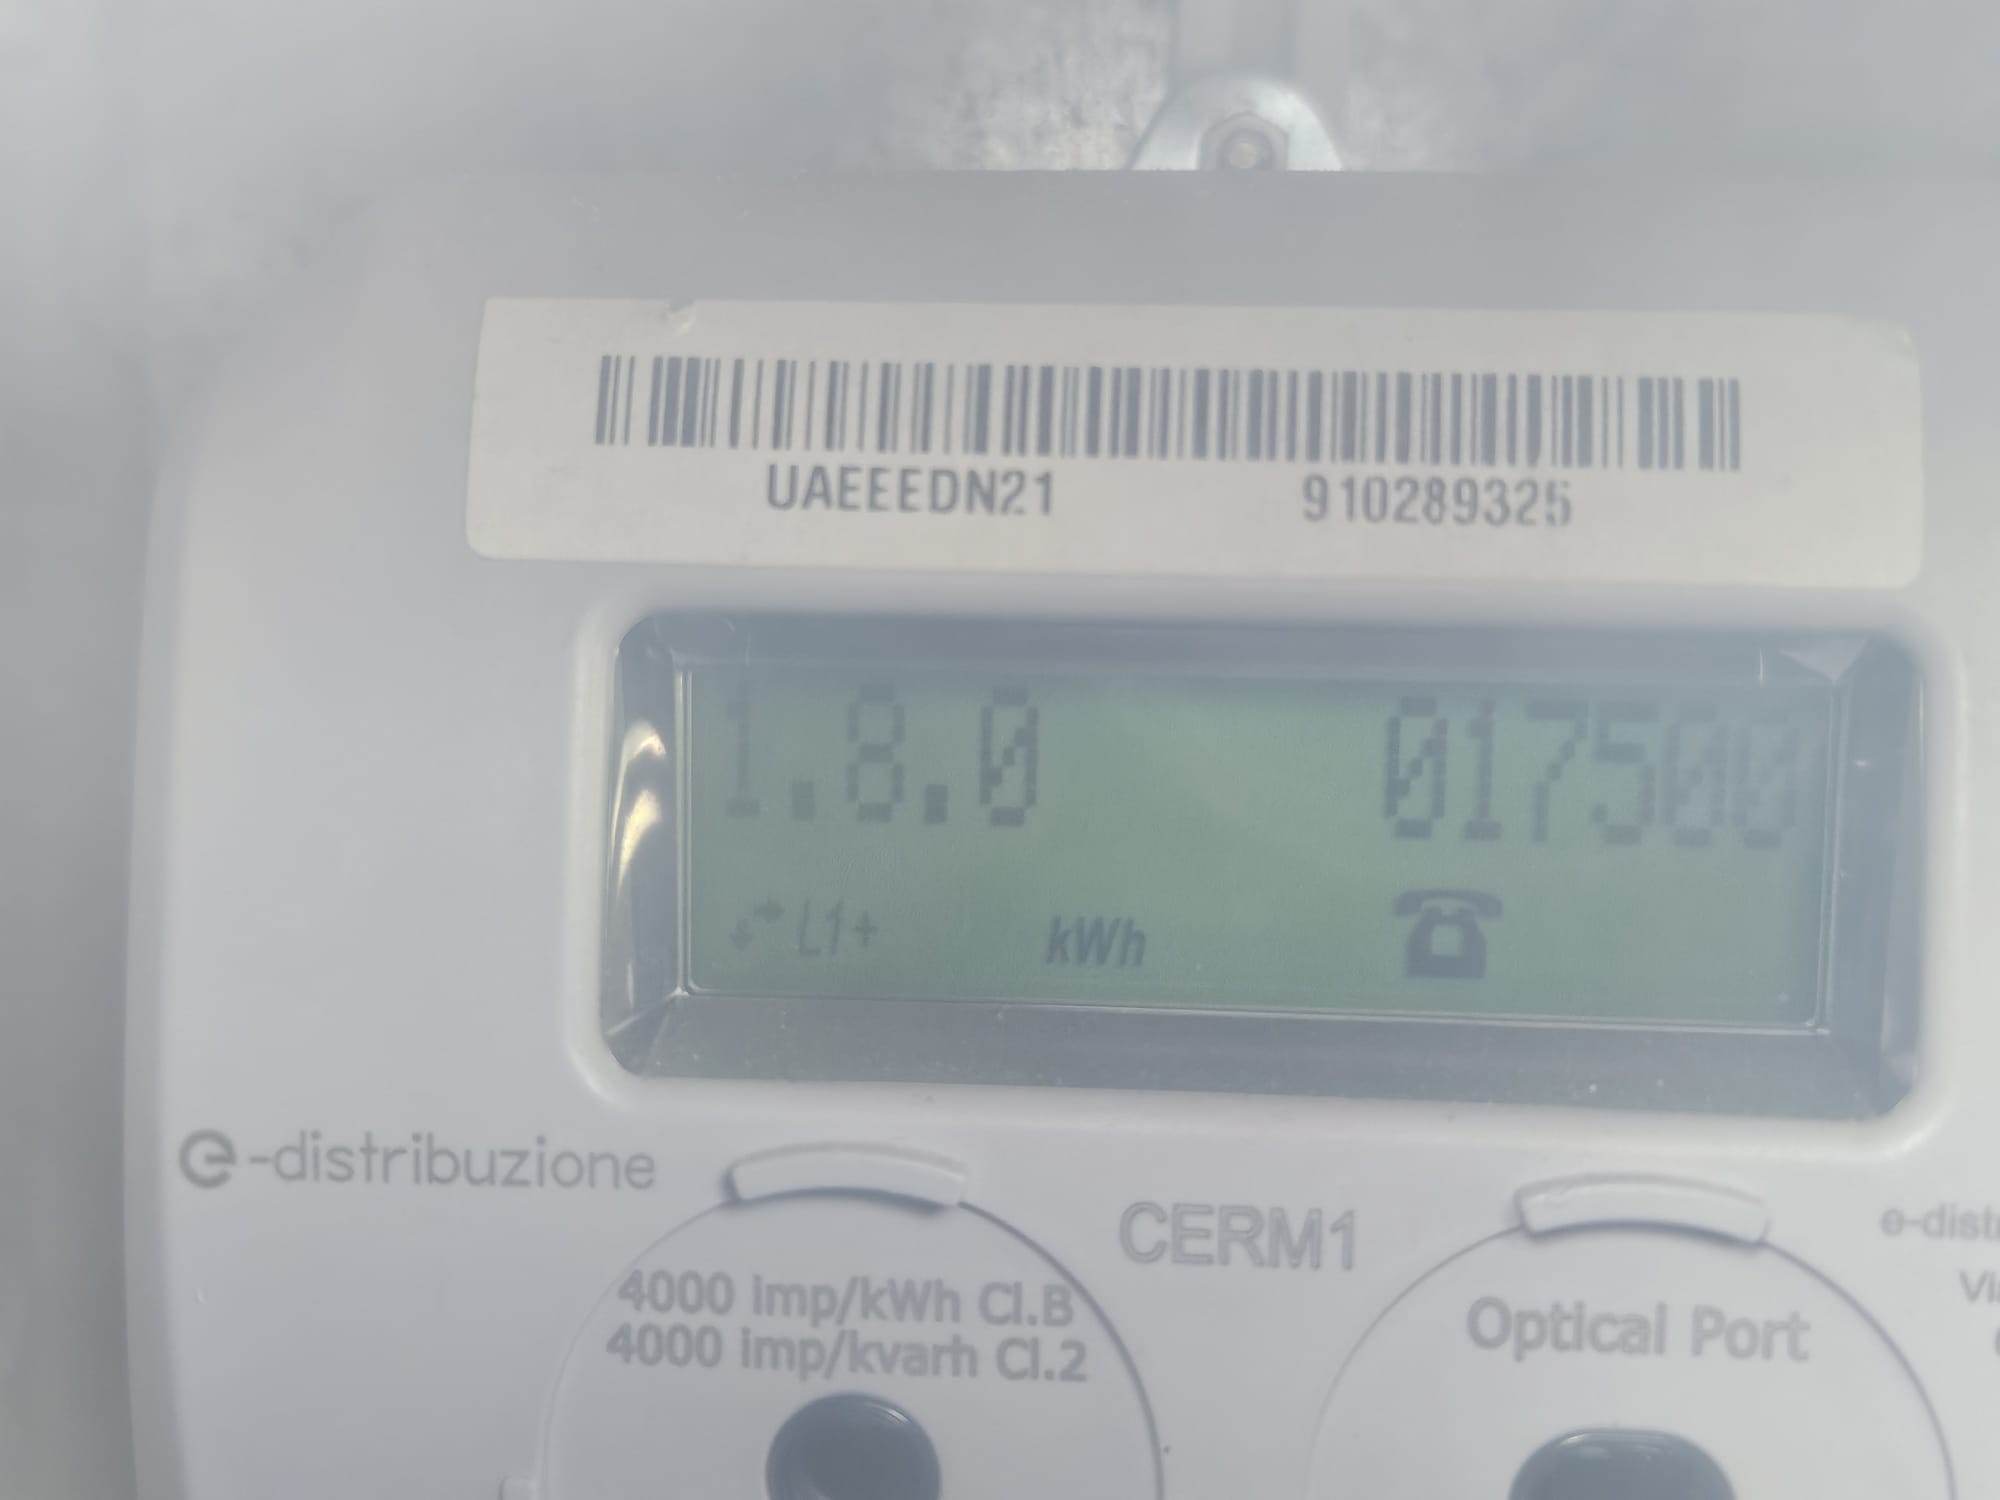 UAEEEDN21 910289325
1.8.0 017500
L1+ kWh
e-distribuzione
CERM1
e-distr
4000 imp/kWh Cl.B
4000 imp/kvarh Cl.2
Optical Port